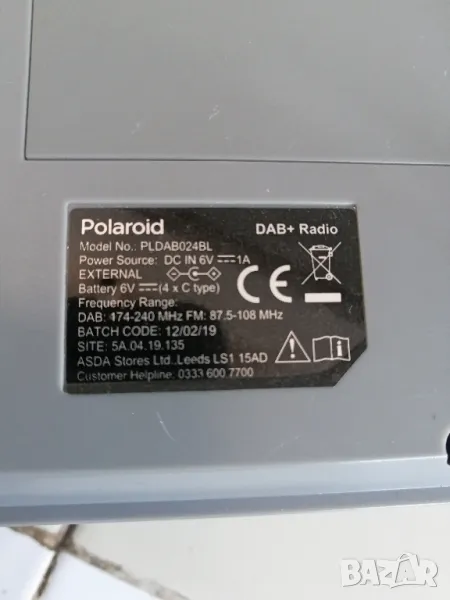 Polaroid DAB+ Radio
Model No.: PLDAB024BL
Power Source: DC IN 6V 1A
EXTERNAL
Battery 6V (4 x C type)
Frequency Range:
DAB: 174-240 MHz FM: 87.5-108 MHz
BATCH CODE: 12/02/19
SITE: 5A.04.19.135
ASDA Stores Ltd.,Leeds LS1 15AD
Customer Helpline: 0333 600 7700
CE
BAZAR.BG